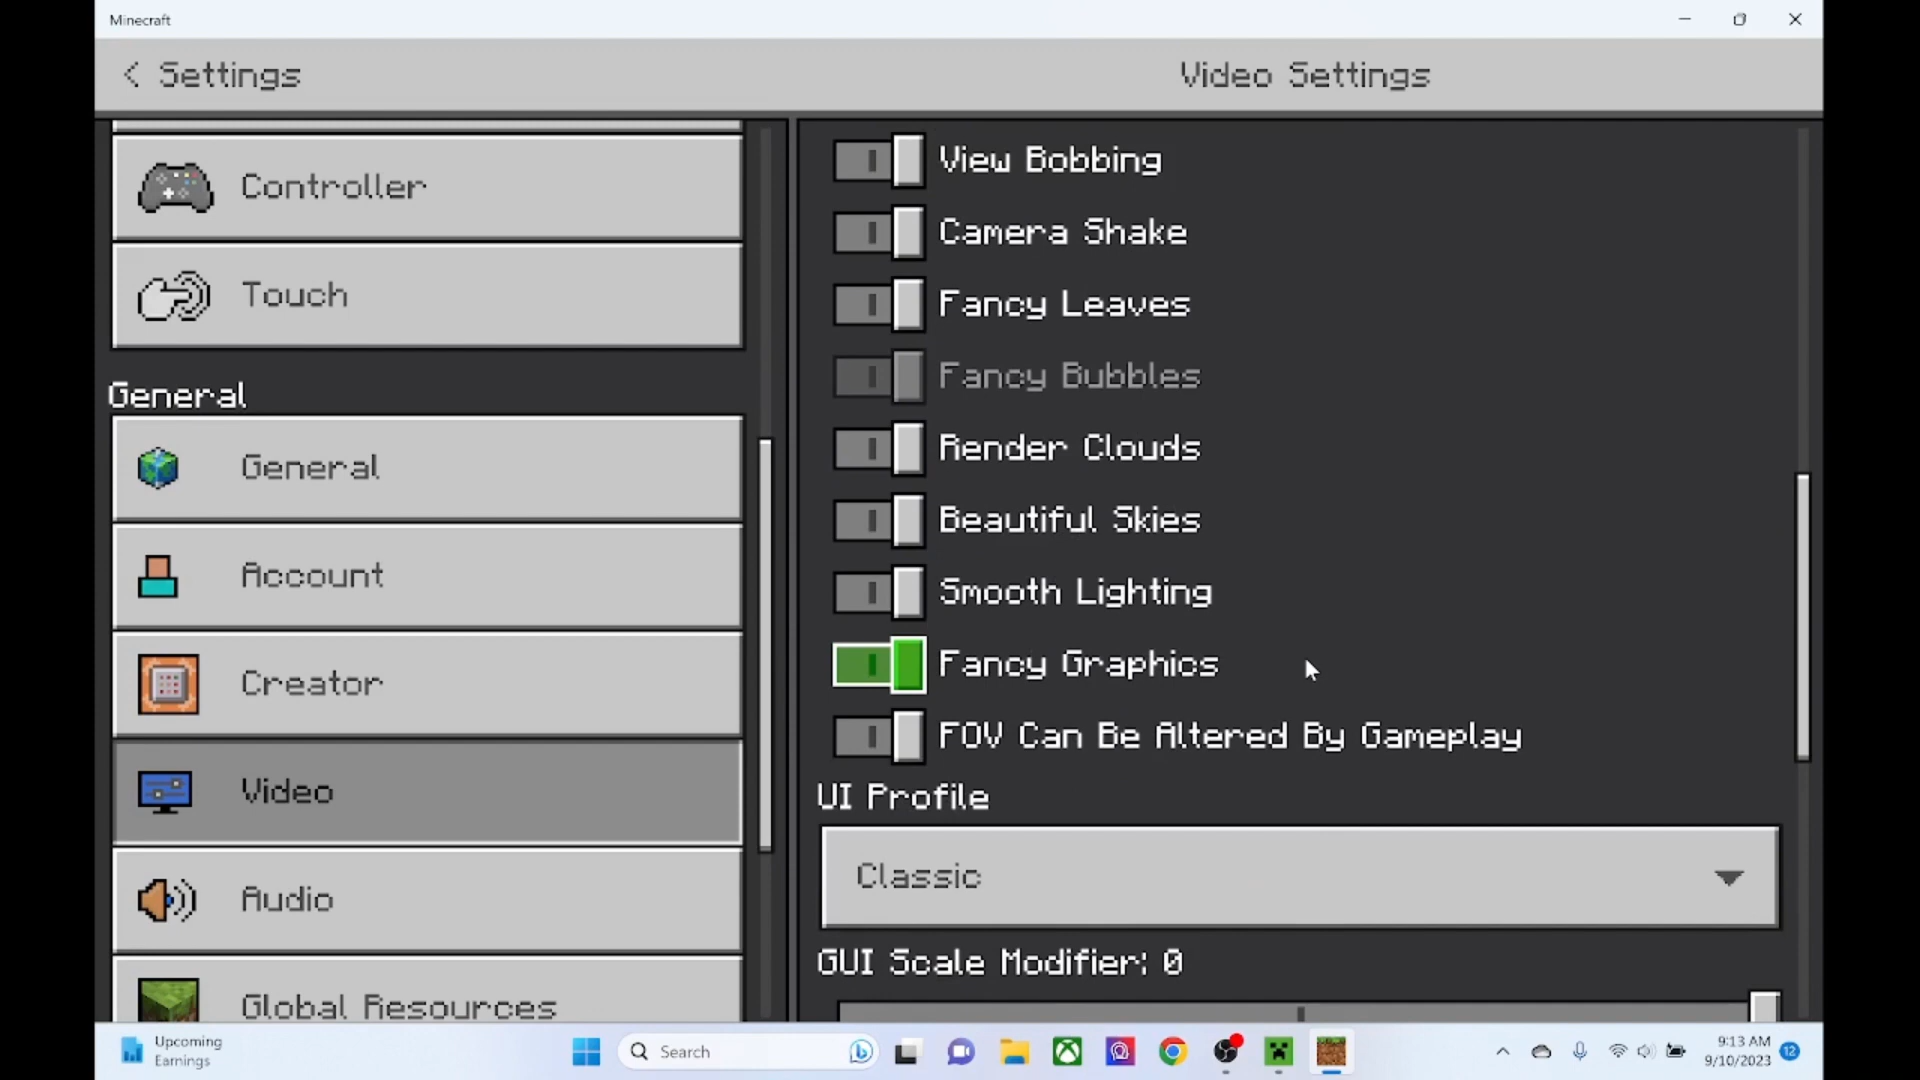 Minecraft
Settings
Video Settings
Controller
Touch
General
General
Account
Creator
Video
Audio
Global Resources
View Bobbing
Camera Shake
Fancy Leaves
Fancy Bubbles
Render Clouds
Beautiful Skies
Smooth Lighting
Fancy Graphics
FOV Can Be Altered By Gameplay
UI Profile
Classic
GUI Scale Modifier: 0
Upcoming
Earnings
Search
9:13 AM
9/10/2023
12